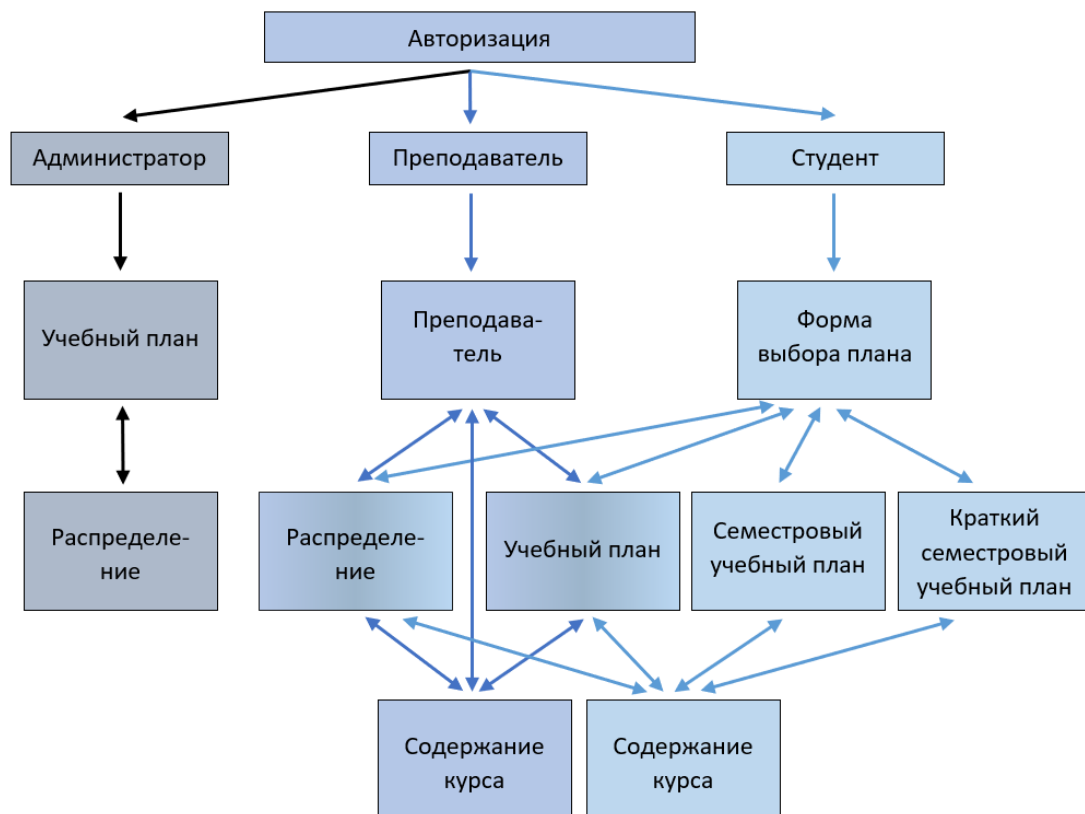 Авторизация
Администратор
Преподаватель
Студент
Учебный план
Преподава-
тель
Форма
выбора плана
Распределе-
ние
Распределе-
ние
Учебный план
Семестровый
учебный план
Краткий
семестровый
учебный план
Содержание
курса
Содержание
курса